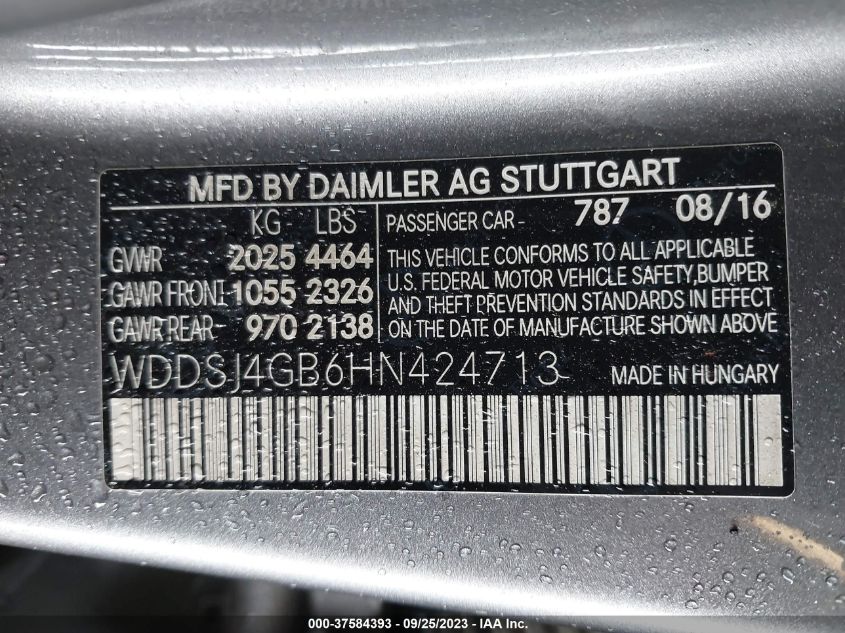 MFD BY DAIMLER AG STUTTGART
KG LBS
PASSENGER CAR - 787 08/16
GVWR 2025 4464
GAWR FRONT 1055 2326
GAWR REAR 970 2138
THIS VEHICLE CONFORMS TO ALL APPLICABLE
U.S. FEDERAL MOTOR VEHICLE SAFETY, BUMPER
AND THEFT PREVENTION STANDARDS IN EFFECT
ON THE DATE OF MANUFACTURE SHOWN ABOVE
WDDSJ4GB6HN424713 MADE IN HUNGARY
000-37584393 - 09/25/2023 - IAA Inc.